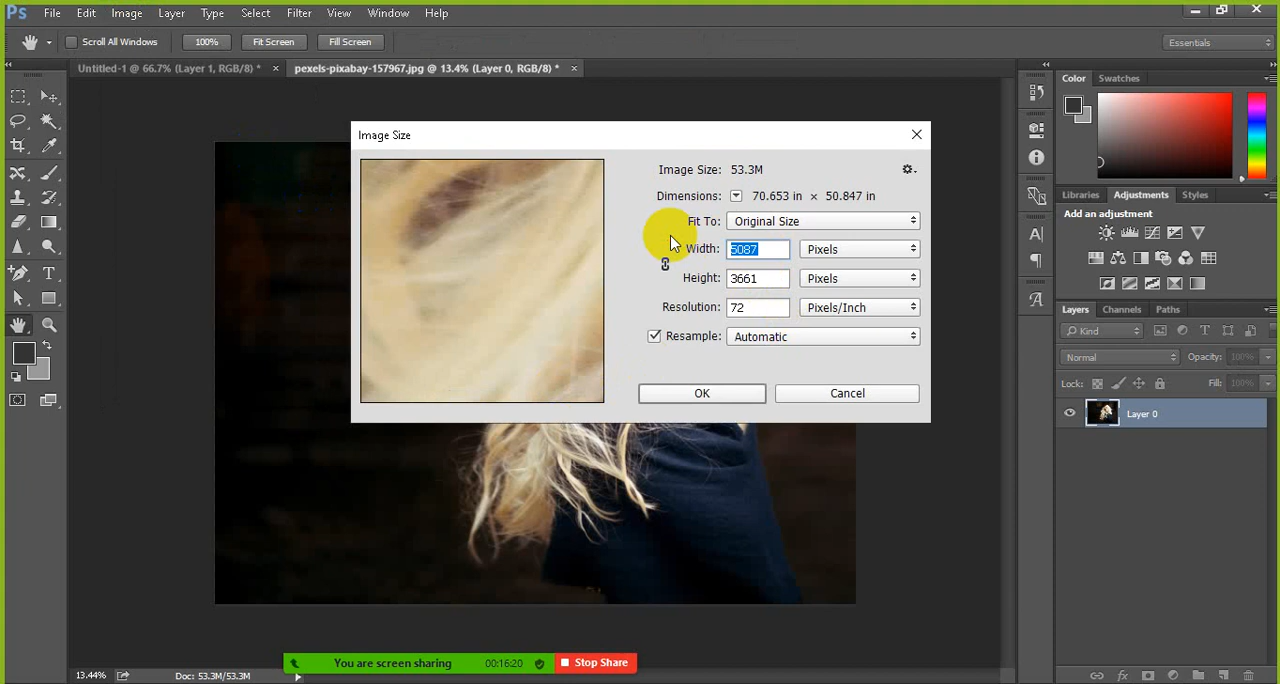 Ps File Edit Image Layer Type Select Filter View Window Help
Scroll All Windows 100% Fit Screen Fill Screen Essentials
Untitled-1 @ 66.7% (Layer 1, RGB/8) * × pexels-pixabay-157967.jpg @ 13.4% (Layer 0, RGB/8) * ×
Color Swatches
Image Size
Image Size: 53.3M
Dimensions: 70.653 in × 50.847 in
Fit To: Original Size
Width: 5087 Pixels
Height: 3661 Pixels
Resolution: 72 Pixels/Inch
Resample: Automatic
OK Cancel
Libraries Adjustments Styles
Add an adjustment
Layers Channels Paths
Kind
Normal Opacity: 100%
Lock: Fill: 100%
Layer 0
You are screen sharing 00:16:20 Stop Share
13.44% Doc: 53.3M/53.3M